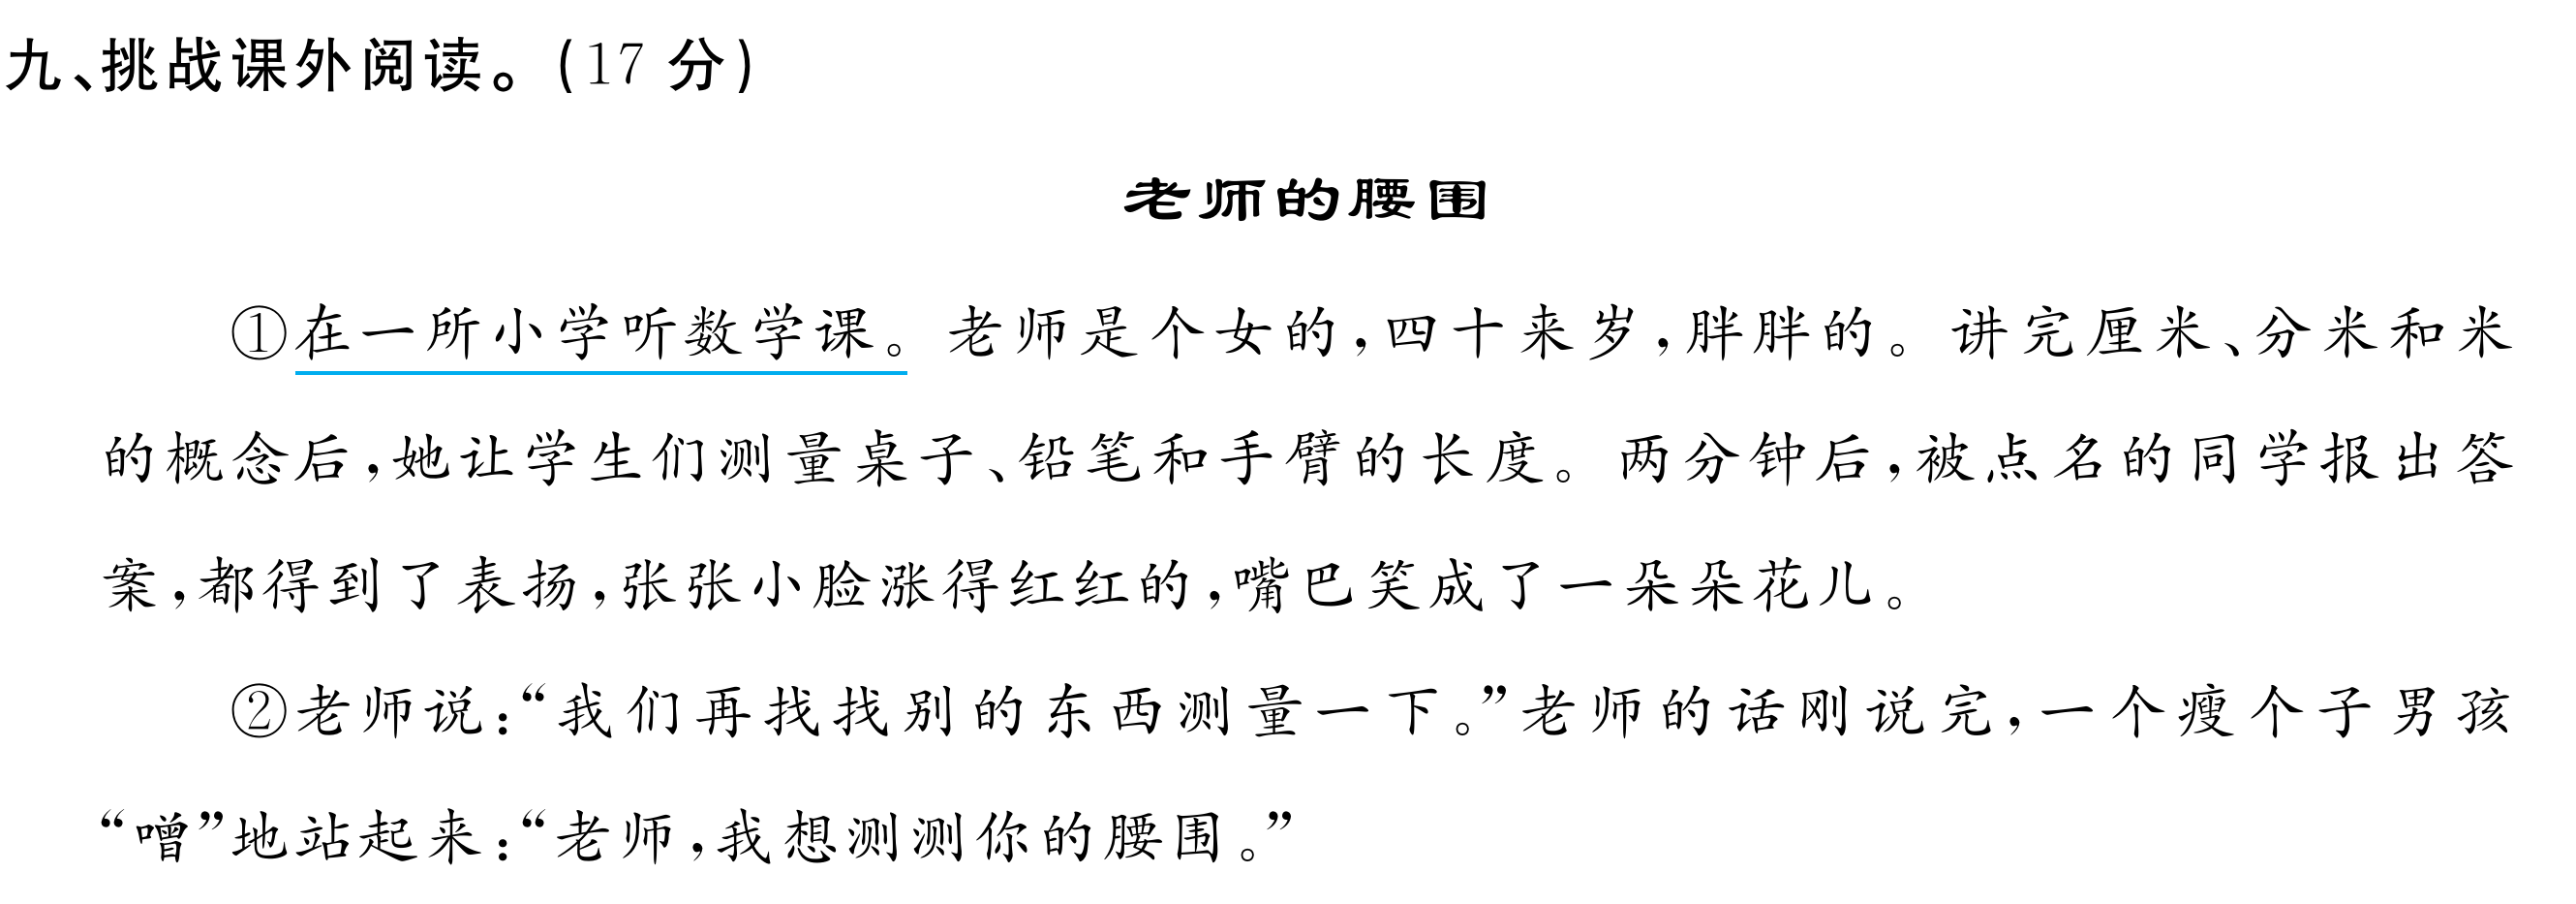 九、挑战课外阅读。(17 分)
老师的腰围
①在一所小学听数学课。老师是个女的,四十来岁,胖胖的。讲完厘米、分米和米
的概念后,她让学生们测量桌子、铅笔和手臂的长度。两分钟后,被点名的同学报出答
案,都得到了表扬,张张小脸涨得红红的,嘴巴笑成了一朵朵花儿。
②老师说:“我们再找找别的东西测量一下。”老师的话刚说完,一个瘦个子男孩
“噌”地站起来:“老师,我想测测你的腰围。”